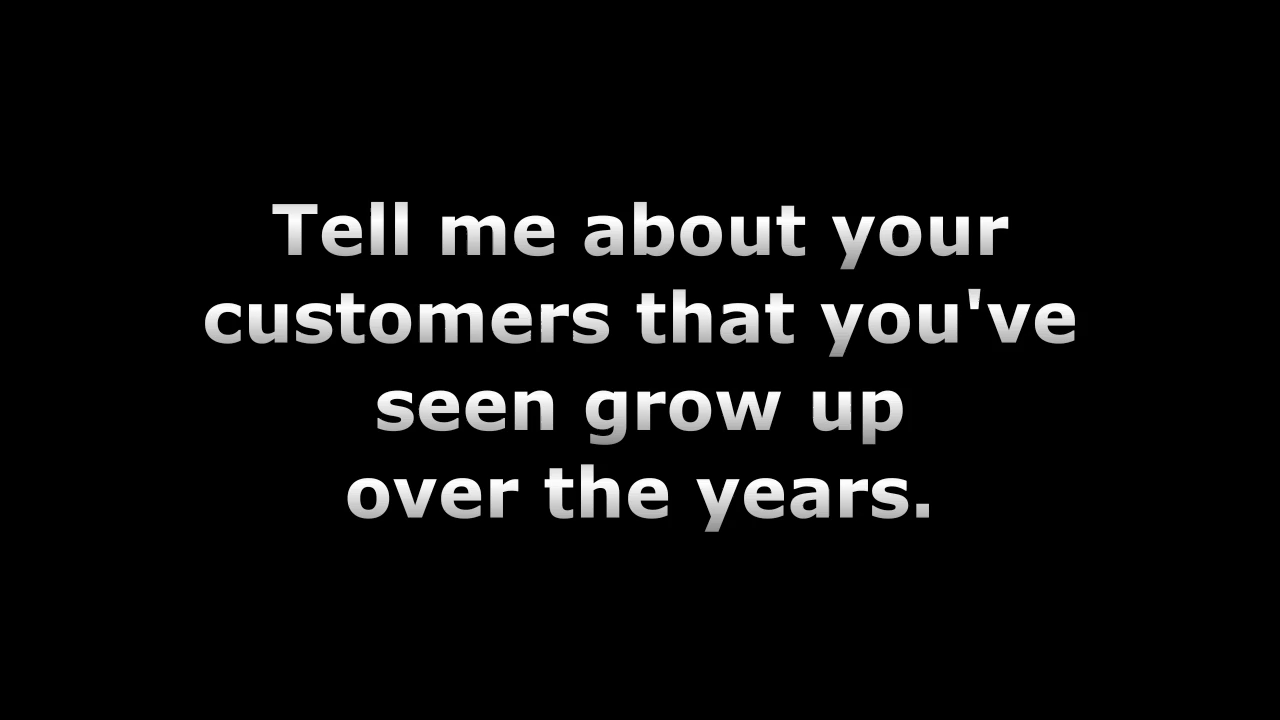 Tell me about your
customers that you've
seen grow up
over the years.